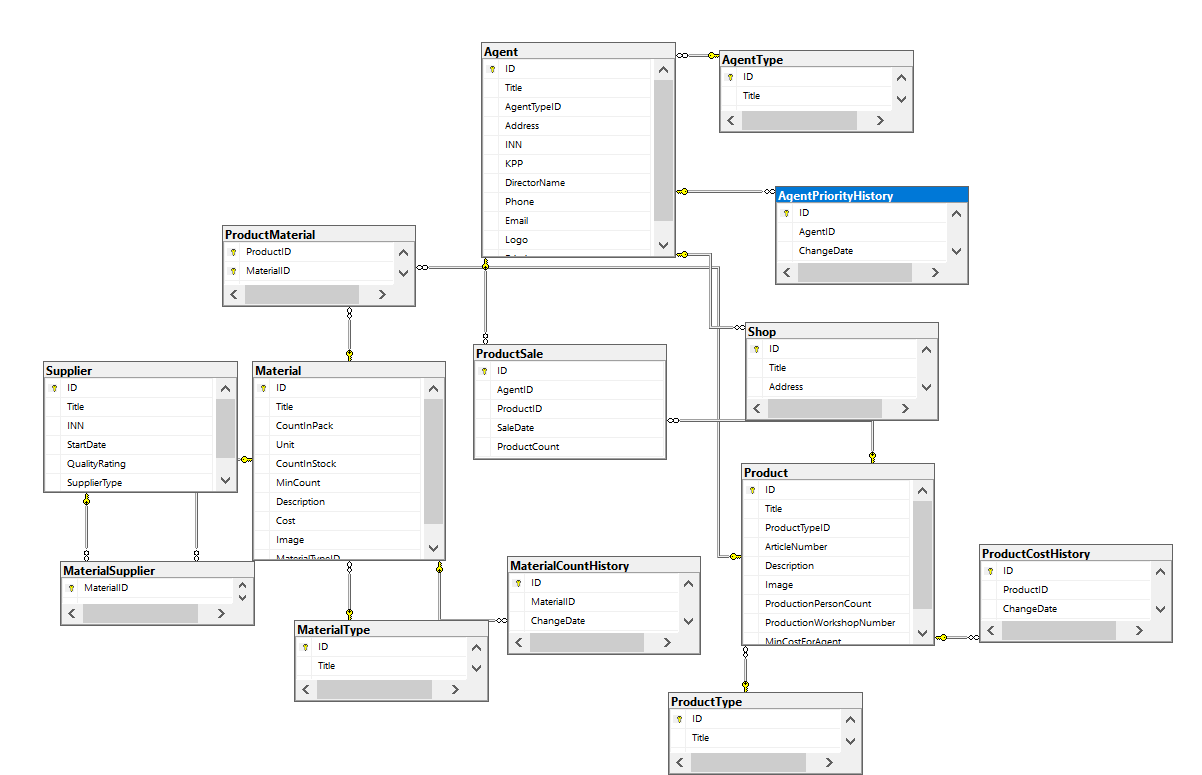 Agent
ID
Title
AgentTypeID
Address
INN
KPP
DirectorName
Phone
Email
Logo
AgentType
ID
Title
AgentPriorityHistory
ID
AgentID
ChangeDate
ProductMaterial
ProductID
MaterialID
Shop
ID
Title
Address
ProductSale
ID
AgentID
ProductID
SaleDate
ProductCount
Supplier
ID
Title
INN
StartDate
QualityRating
SupplierType
Material
ID
Title
CountInPack
Unit
CountInStock
MinCount
Description
Cost
Image
MaterialTypeID
Product
ID
Title
ProductTypeID
ArticleNumber
Description
Image
ProductionPersonCount
ProductionWorkshopNumber
MinCostForAgent
ProductCostHistory
ID
ProductID
ChangeDate
MaterialSupplier
MaterialID
MaterialCountHistory
ID
MaterialID
ChangeDate
MaterialType
ID
Title
ProductType
ID
Title